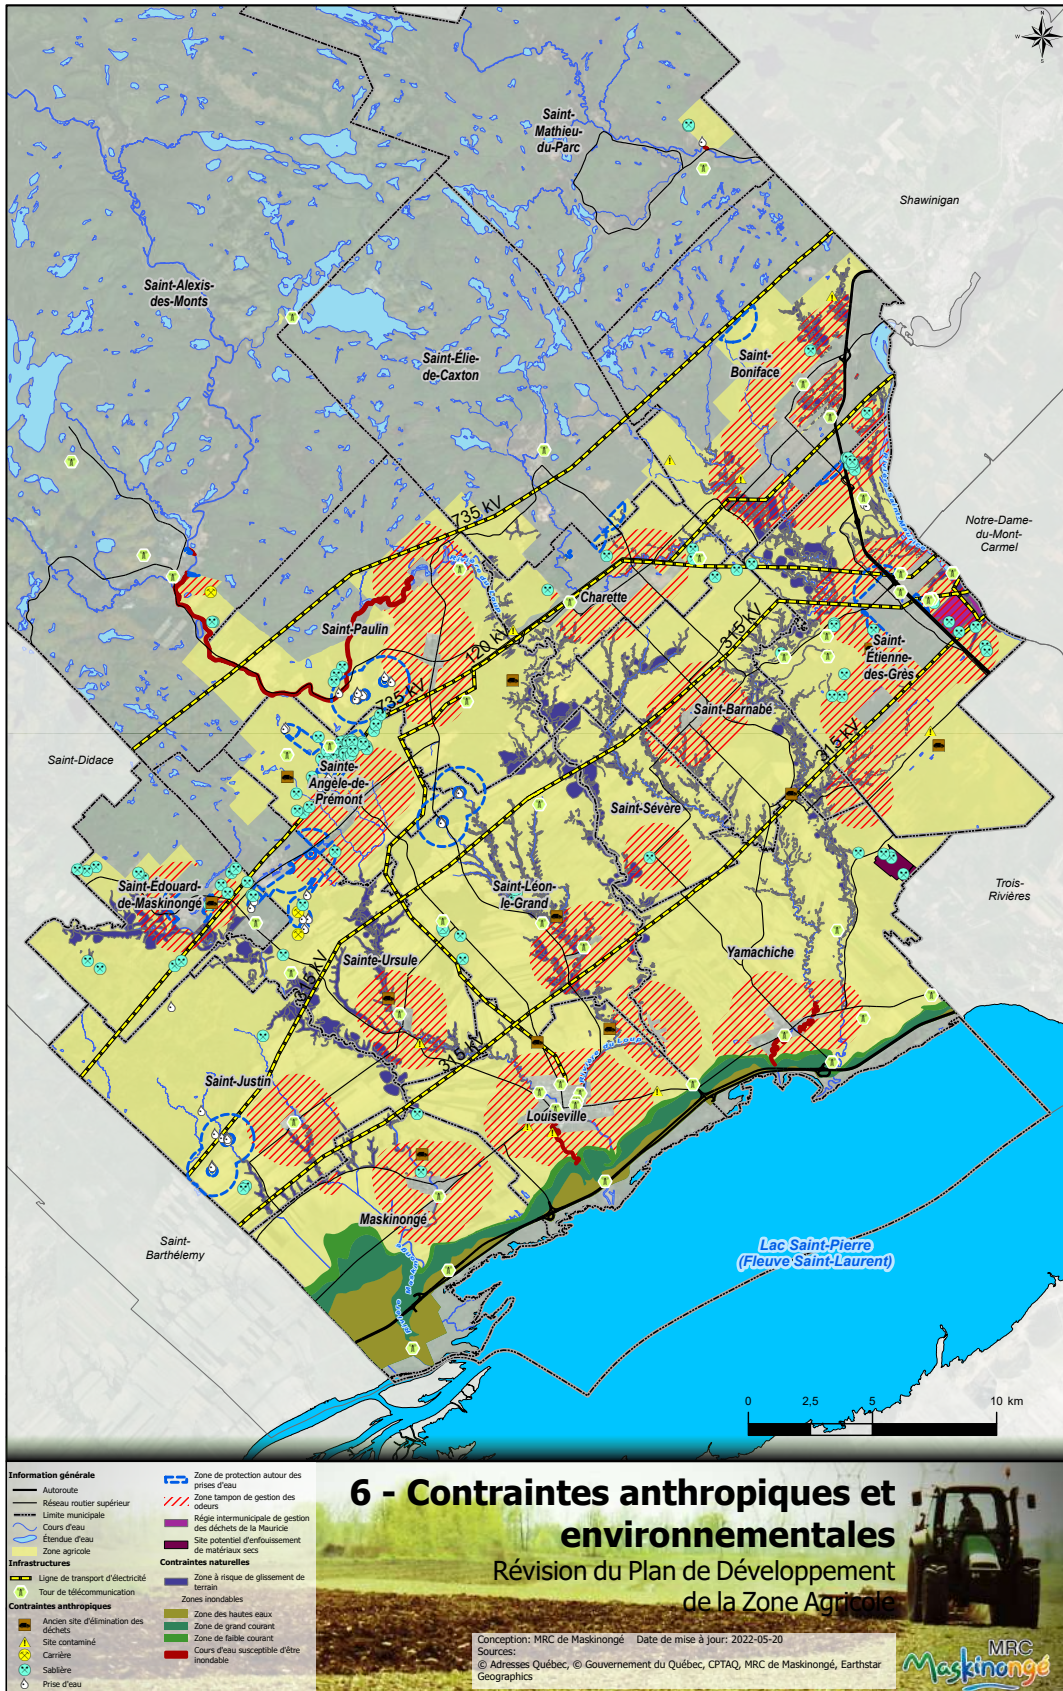 N
W
E
S
Saint-
Mathieu-
du-Parc
Shawinigan
Saint-Alexis-
des-Monts
Saint-Élie-
de-Caxton
Saint-
Boniface
735 kV
Notre-Dame-
du-Mont-
Carmel
Rivière du Loup
Charette
Saint-Paulin
120 kV
315 kV
Saint-
Étienne-
des-Grès
735 kV
Saint-Barnabé
315 kV
Saint-Didace
Sainte-
Angèle-de-
Prémont
Saint-Sévère
Saint-Édouard-
de-Maskinongé
Saint-Léon-
le-Grand
Trois-
Rivières
Sainte-Ursule
Yamachiche
315 kV
315 kV
Rivière du Loup
Saint-Justin
Louiseville
Maskinongé
Saint-
Barthélemy
Lac Saint-Pierre
(Fleuve Saint-Laurent)
0 2,5 5 10 km
Information générale
Autoroute
Réseau routier supérieur
Limite municipale
Cours d'eau
Étendue d'eau
Zone agricole
Infrastructures
Ligne de transport d'électricité
Tour de télécommunication
Contraintes anthropiques
Ancien site d'élimination des
déchets
Site contaminé
Carrière
Sablière
Prise d'eau
Zone de protection autour des
prises d'eau
Zone tampon de gestion des
odeurs
Régie intermunicipale de gestion
des déchets de la Mauricie
Site potentiel d'enfouissement
de matériaux secs
Contraintes naturelles
Zone à risque de glissement de
terrain
Zones inondables
Zone des hautes eaux
Zone de grand courant
Zone de faible courant
Cours d'eau susceptible d'être
inondable
6 - Contraintes anthropiques et
environnementales
Révision du Plan de Développement
de la Zone Agricole
Conception: MRC de Maskinongé Date de mise à jour: 2022-05-20
Sources:
© Adresses Québec, © Gouvernement du Québec, CPTAQ, MRC de Maskinongé, Earthstar
Geographics
MRC
Maskinongé